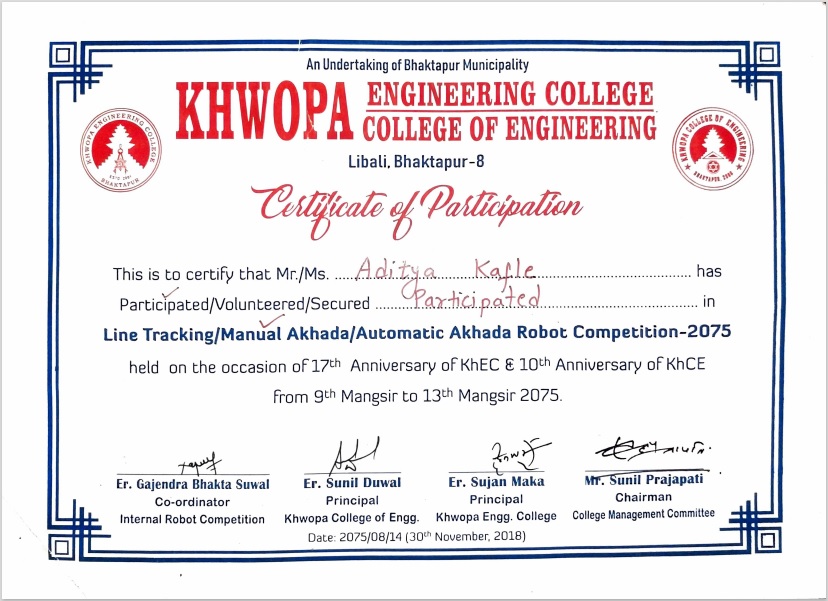 An Undertaking of Bhaktapur Municipality
KHWOPA ENGINEERING COLLEGE
COLLEGE OF ENGINEERING
KHWOPA ENGINEERING COLLEGE
BHAKTAPUR
KHWOPA COLLEGE OF ENGINEERING
Libali, Bhaktapur-8
Certificate of Participation
This is to certify that Mr./Ms. Aditya Kafle has
Participated/Volunteered/Secured Participated in
Line Tracking/Manual Akhada/Automatic Akhada Robot Competition-2075
held on the occasion of 17th Anniversary of KhEC & 10th Anniversary of KhCE
from 9th Mangsir to 13th Mangsir 2075.
Er. Gajendra Bhakta Suwal
Co-ordinator
Internal Robot Competition
Er. Sunil Duwal
Principal
Khwopa College of Engg.
Er. Sujan Maka
Principal
Khwopa Engg. College
Mr. Sunil Prajapati
Chairman
College Management Committee
Date: 2075/08/14 (30th November, 2018)